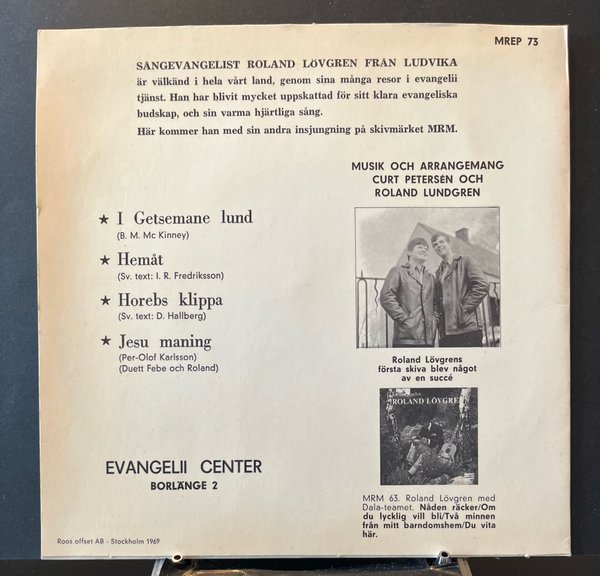 MREP 73
SÅNGEVANGELIST ROLAND LÖVGREN FRÅN LUDVIKA
är välkänd i hela vårt land, genom sina många resor i evangelii
tjänst. Han har blivit mycket uppskattad för sitt klara evangeliska
budskap, och sin varma hjärtliga sång.
Här kommer han med sin andra insjungning på skivmärket MRM.
★ I Getsemane lund
(B. M. Mc Kinney)
★ Hemåt
(Sv. text: I. R. Fredriksson)
★ Horebs klippa
(Sv. text: D. Hallberg)
★ Jesu maning
(Per-Olof Karlsson)
(Duett Febe och Roland)
EVANGELII CENTER
BORLÄNGE 2
MUSIK OCH ARRANGEMANG
CURT PETERSÉN OCH
ROLAND LUNDGREN
Roland Lövgrens
första skiva blev något
av en succé
ROLAND LÖVGREN
MRM 63. Roland Lövgren med
Dala-teamet. Nåden räcker/Om
du lycklig vill bli/Två minnen
från mitt barndomshem/Du vita
här.
Roos offset AB - Stockholm 1969